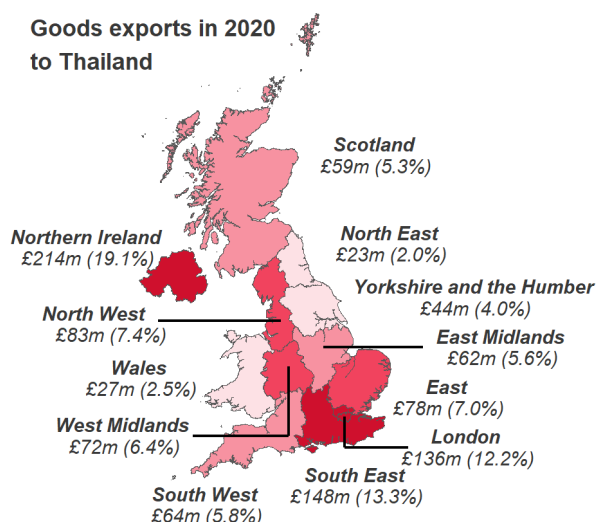 Goods exports in 2020
to Thailand
Scotland
£59m (5.3%)
Northern Ireland
£214m (19.1%)
North East
£23m (2.0%)
Yorkshire and the Humber
£44m (4.0%)
North West
£83m (7.4%)
East Midlands
£62m (5.6%)
Wales
£27m (2.5%)
East
£78m (7.0%)
West Midlands
£72m (6.4%)
London
£136m (12.2%)
South East
£148m (13.3%)
South West
£64m (5.8%)